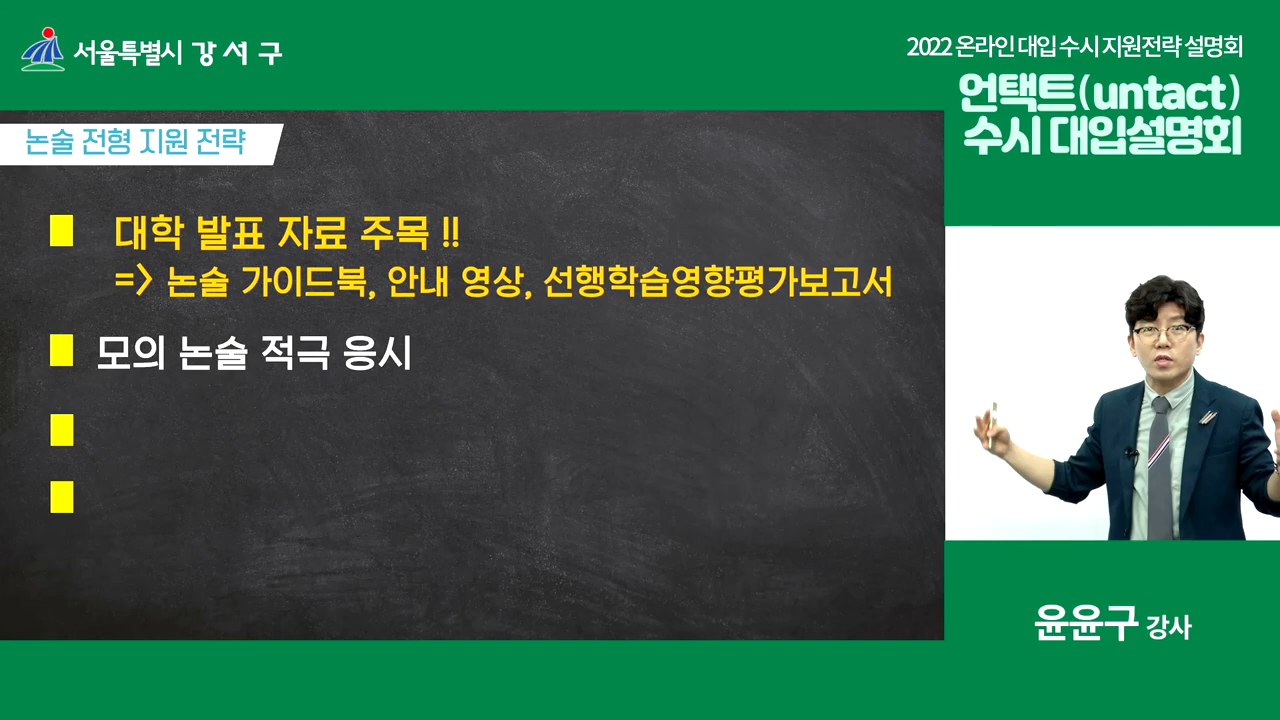 서울특별시 강서구
2022 온라인 대입 수시 지원전략 설명회
언택트(untact)
수시 대입설명회
논술 전형 지원 전략
대학 발표 자료 주목 !!
=> 논술 가이드북, 안내 영상, 선행학습영향평가보고서
모의 논술 적극 응시
윤윤구 강사